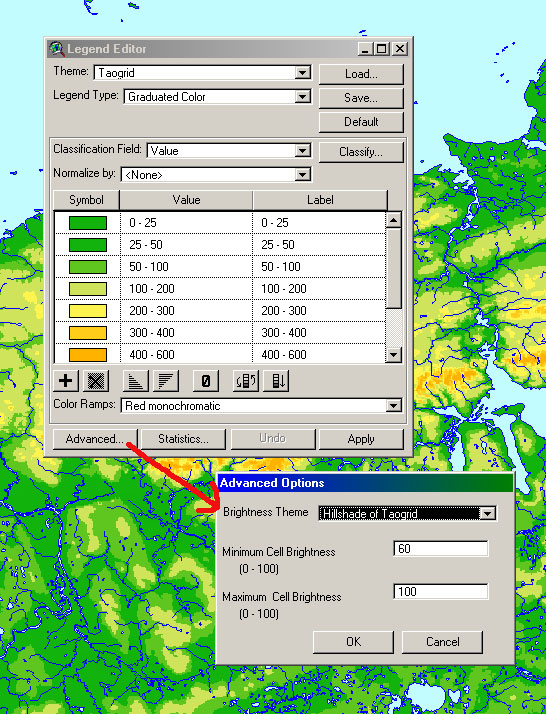 Legend Editor
Theme: Taogrid Load...
Legend Type: Graduated Color Save...
Default
Classification Field: Value Classify...
Normalize by: <None>
Symbol Value Label
0 - 25 0 - 25
25 - 50 25 - 50
50 - 100 50 - 100
100 - 200 100 - 200
200 - 300 200 - 300
300 - 400 300 - 400
400 - 600 400 - 600
Color Ramps: Red monochromatic
Advanced... Statistics... Undo Apply
Advanced Options
Brightness Theme Hillshade of Taogrid
Minimum Cell Brightness 60
(0 - 100)
Maximum Cell Brightness 100
(0 - 100)
OK Cancel